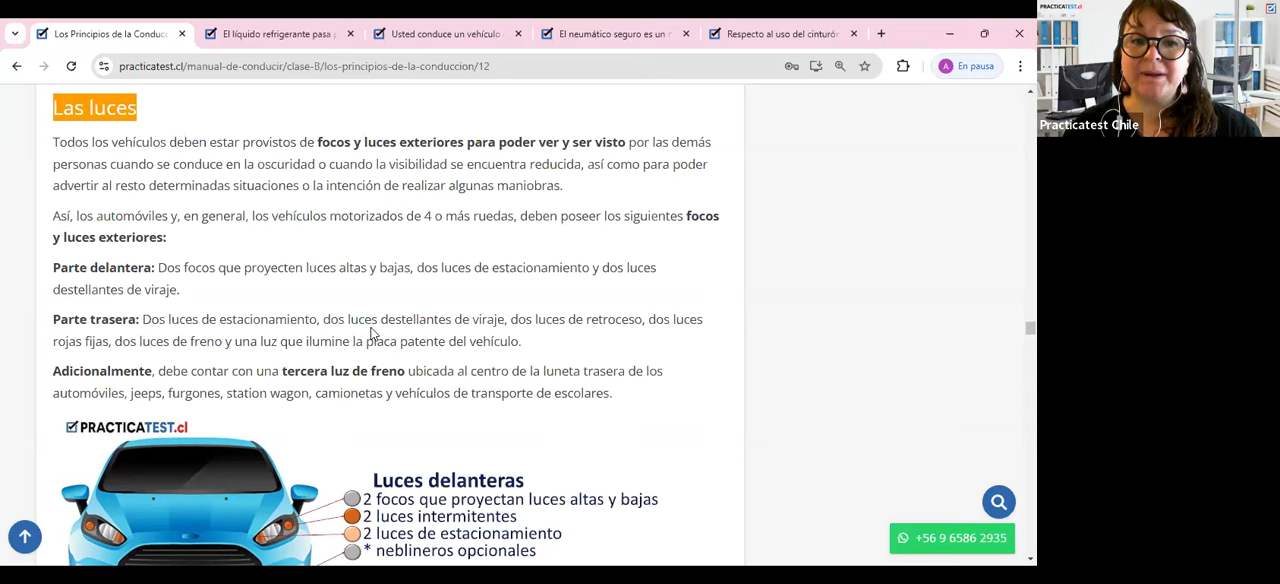 Los Principios de la Conducc
El líquido refrigerante pasa
Usted conduce un vehículo
El neumático seguro es un
Respecto al uso del cinturón
practicatest.cl/manual-de-conducir/clase-B/los-principios-de-la-conduccion/12
A
En pausa
PRACTICATEST.cl
Practicatest Chile
Las luces
Todos los vehículos deben estar provistos de focos y luces exteriores para poder ver y ser visto por las demás
personas cuando se conduce en la oscuridad o cuando la visibilidad se encuentra reducida, así como para poder
advertir al resto determinadas situaciones o la intención de realizar algunas maniobras.
Así, los automóviles y, en general, los vehículos motorizados de 4 o más ruedas, deben poseer los siguientes focos
y luces exteriores:
Parte delantera: Dos focos que proyecten luces altas y bajas, dos luces de estacionamiento y dos luces
destellantes de viraje.
Parte trasera: Dos luces de estacionamiento, dos luces destellantes de viraje, dos luces de retroceso, dos luces
rojas fijas, dos luces de freno y una luz que ilumine la placa patente del vehículo.
Adicionalmente, debe contar con una tercera luz de freno ubicada al centro de la luneta trasera de los
automóviles, jeeps, furgones, station wagon, camionetas y vehículos de transporte de escolares.
PRACTICATEST.cl
Luces delanteras
2 focos que proyectan luces altas y bajas
2 luces intermitentes
2 luces de estacionamiento
* neblineros opcionales
+56 9 6586 2935